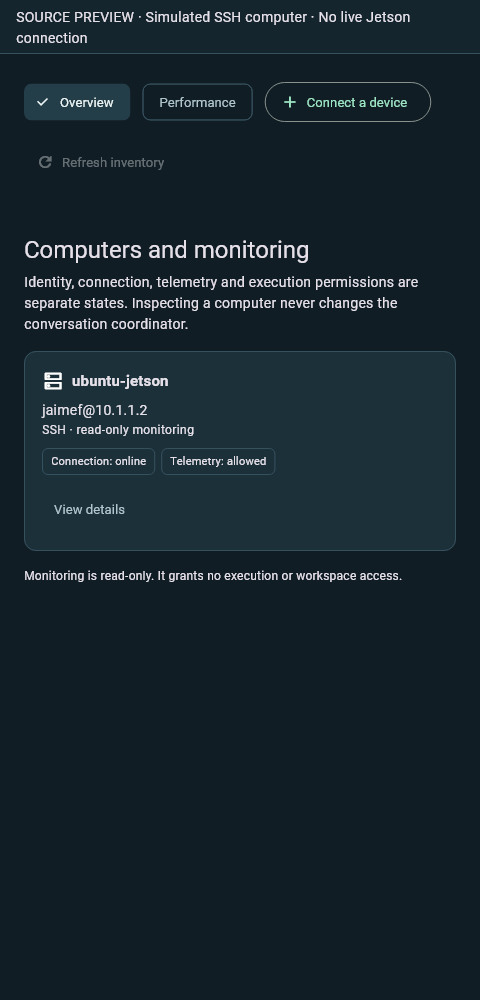 SOURCE PREVIEW · Simulated SSH computer · No live Jetson
connection
Overview
Performance
Connect a device
Refresh inventory
Computers and monitoring
Identity, connection, telemetry and execution permissions are
separate states. Inspecting a computer never changes the
conversation coordinator.
ubuntu-jetson
jaimef@10.1.1.2
SSH · read-only monitoring
Connection: online
Telemetry: allowed
View details
Monitoring is read-only. It grants no execution or workspace access.